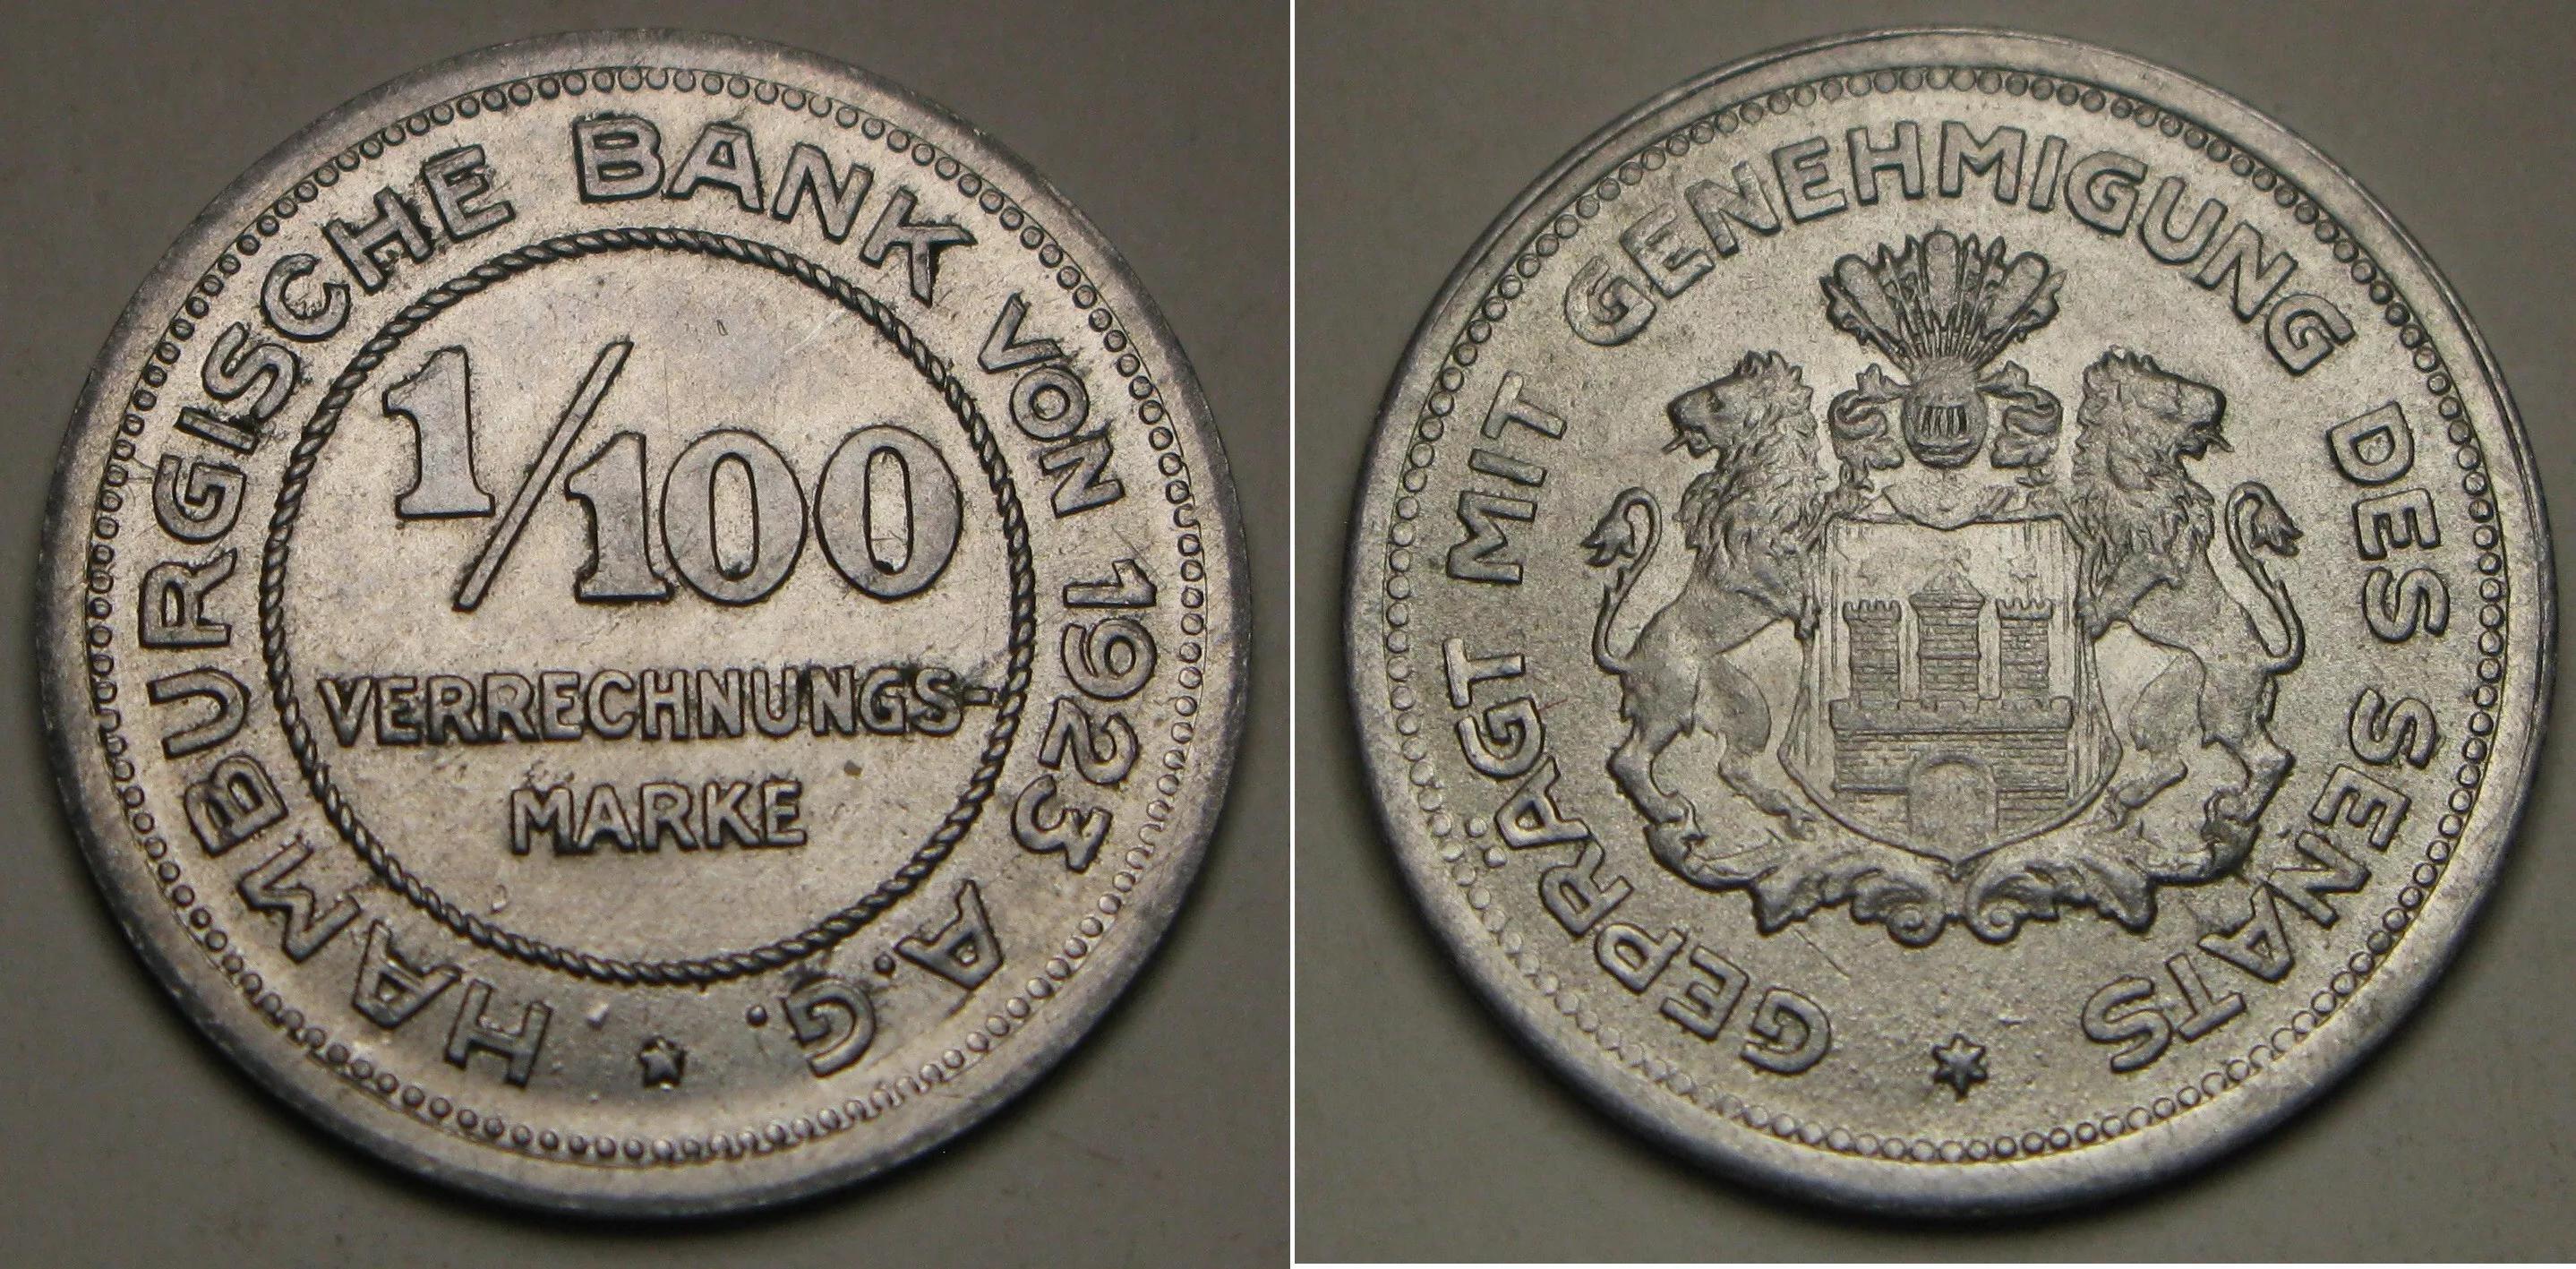 HAMBURGISCHE BANK VON 1923 A.G.
1/100
VERRECHNUNGS-
MARKE
GEPRÄGT MIT GENEHMIGUNG DES SENATS